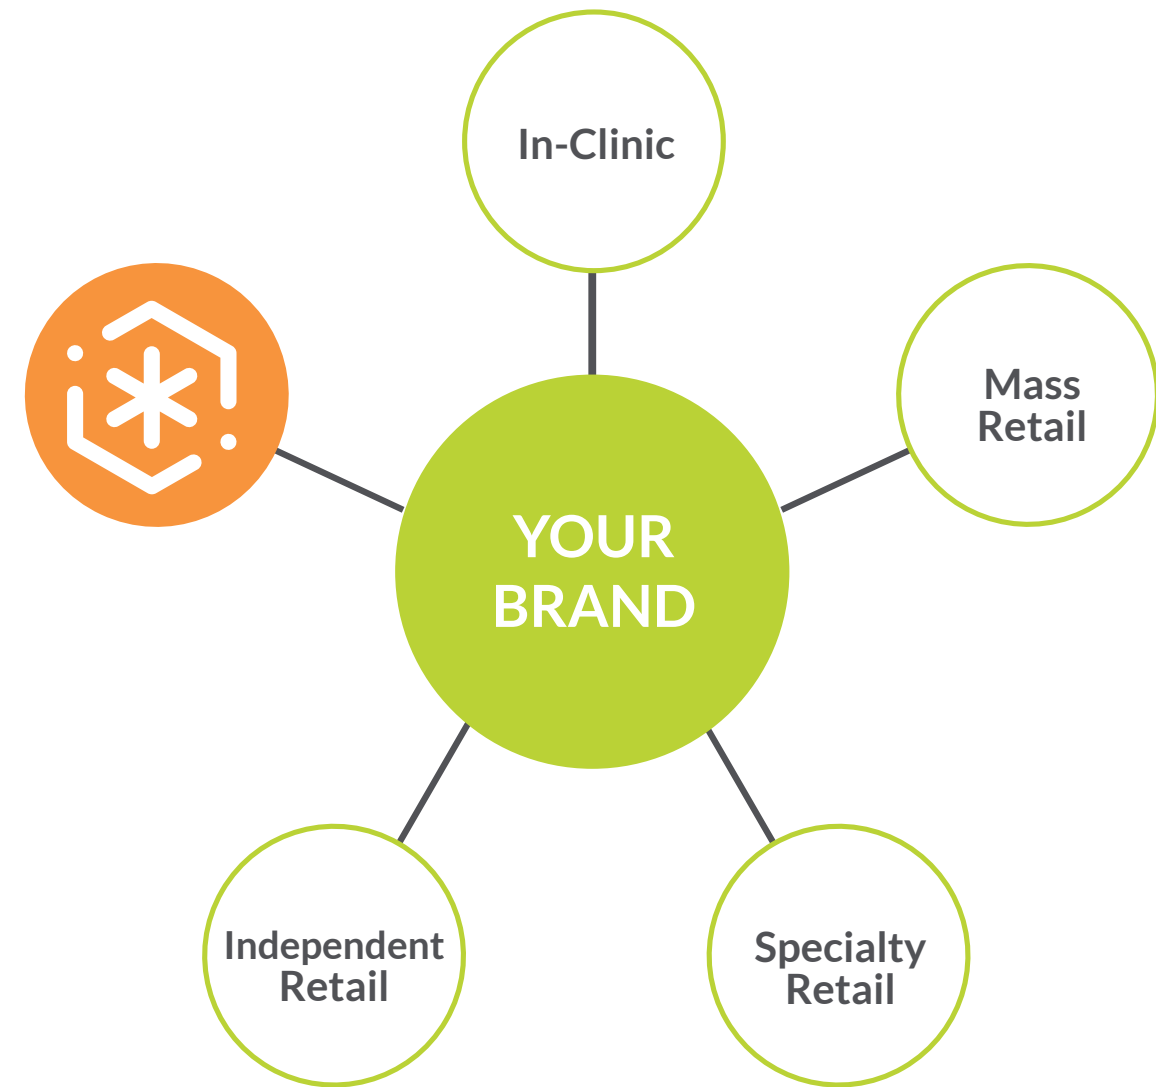 In-Clinic
Mass
Retail
YOUR
BRAND
Independent
Retail
Specialty
Retail